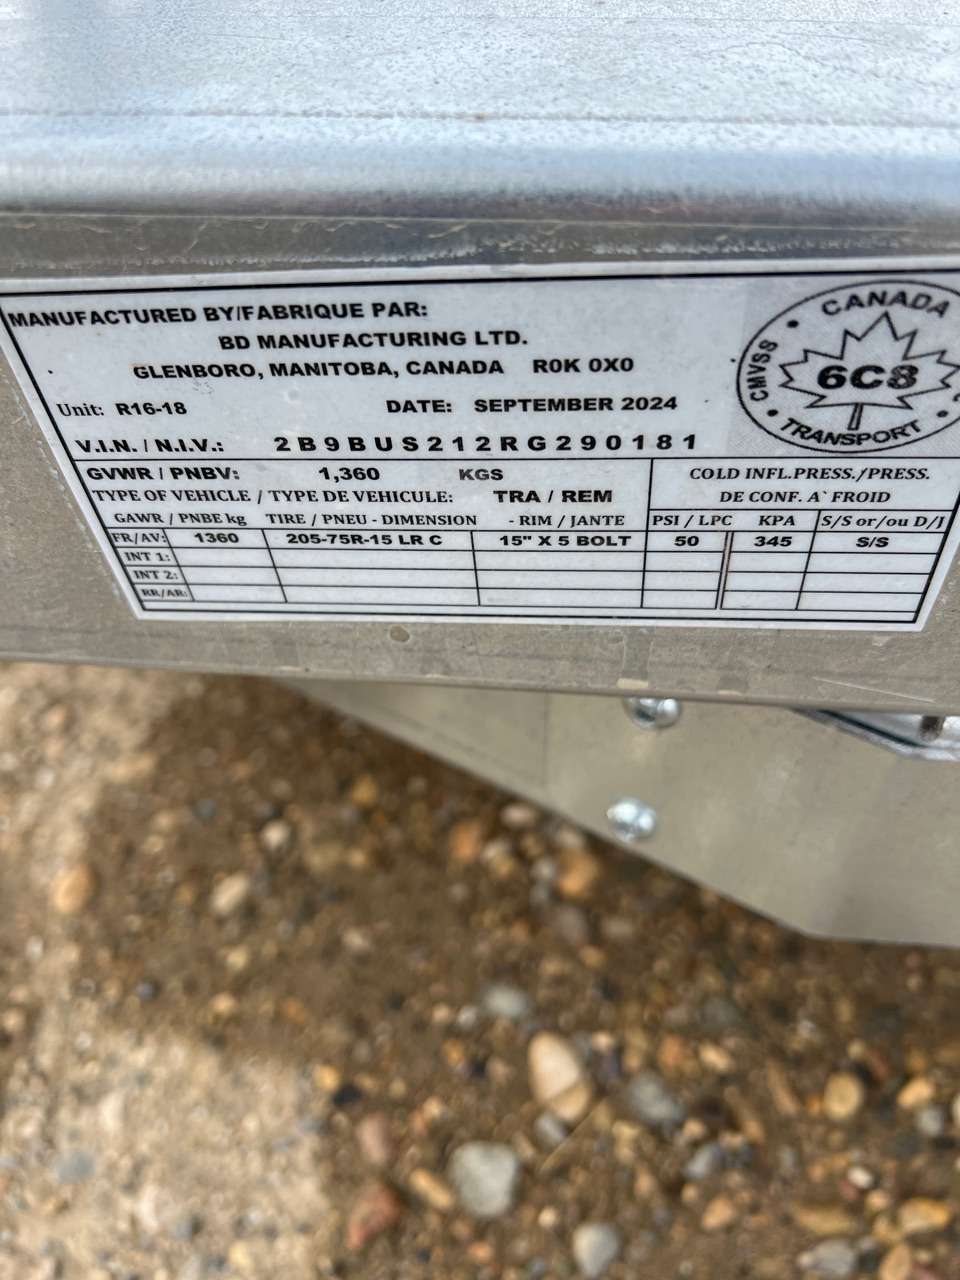 MANUFACTURED BY/FABRIQUE PAR:
BD MANUFACTURING LTD.
GLENBORO, MANITOBA, CANADA R0K 0X0
Unit: R16-18 DATE: SEPTEMBER 2024
V.I.N. / N.I.V.: 2B9BUS212RG290181
CANADA
CMVSS
6C8
TRANSPORT
GVWR / PNBV: 1,360 KGS
TYPE OF VEHICLE / TYPE DE VEHICULE: TRA / REM
COLD INFL.PRESS./PRESS.
DE CONF. A` FROID
GAWR / PNBE kg TIRE / PNEU - DIMENSION - RIM / JANTE PSI / LPC KPA S/S or/ou D/J
FR/AV: 1360 205-75R-15 LR C 15" X 5 BOLT 50 345 S/S
INT 1:
INT 2:
RR/AR: